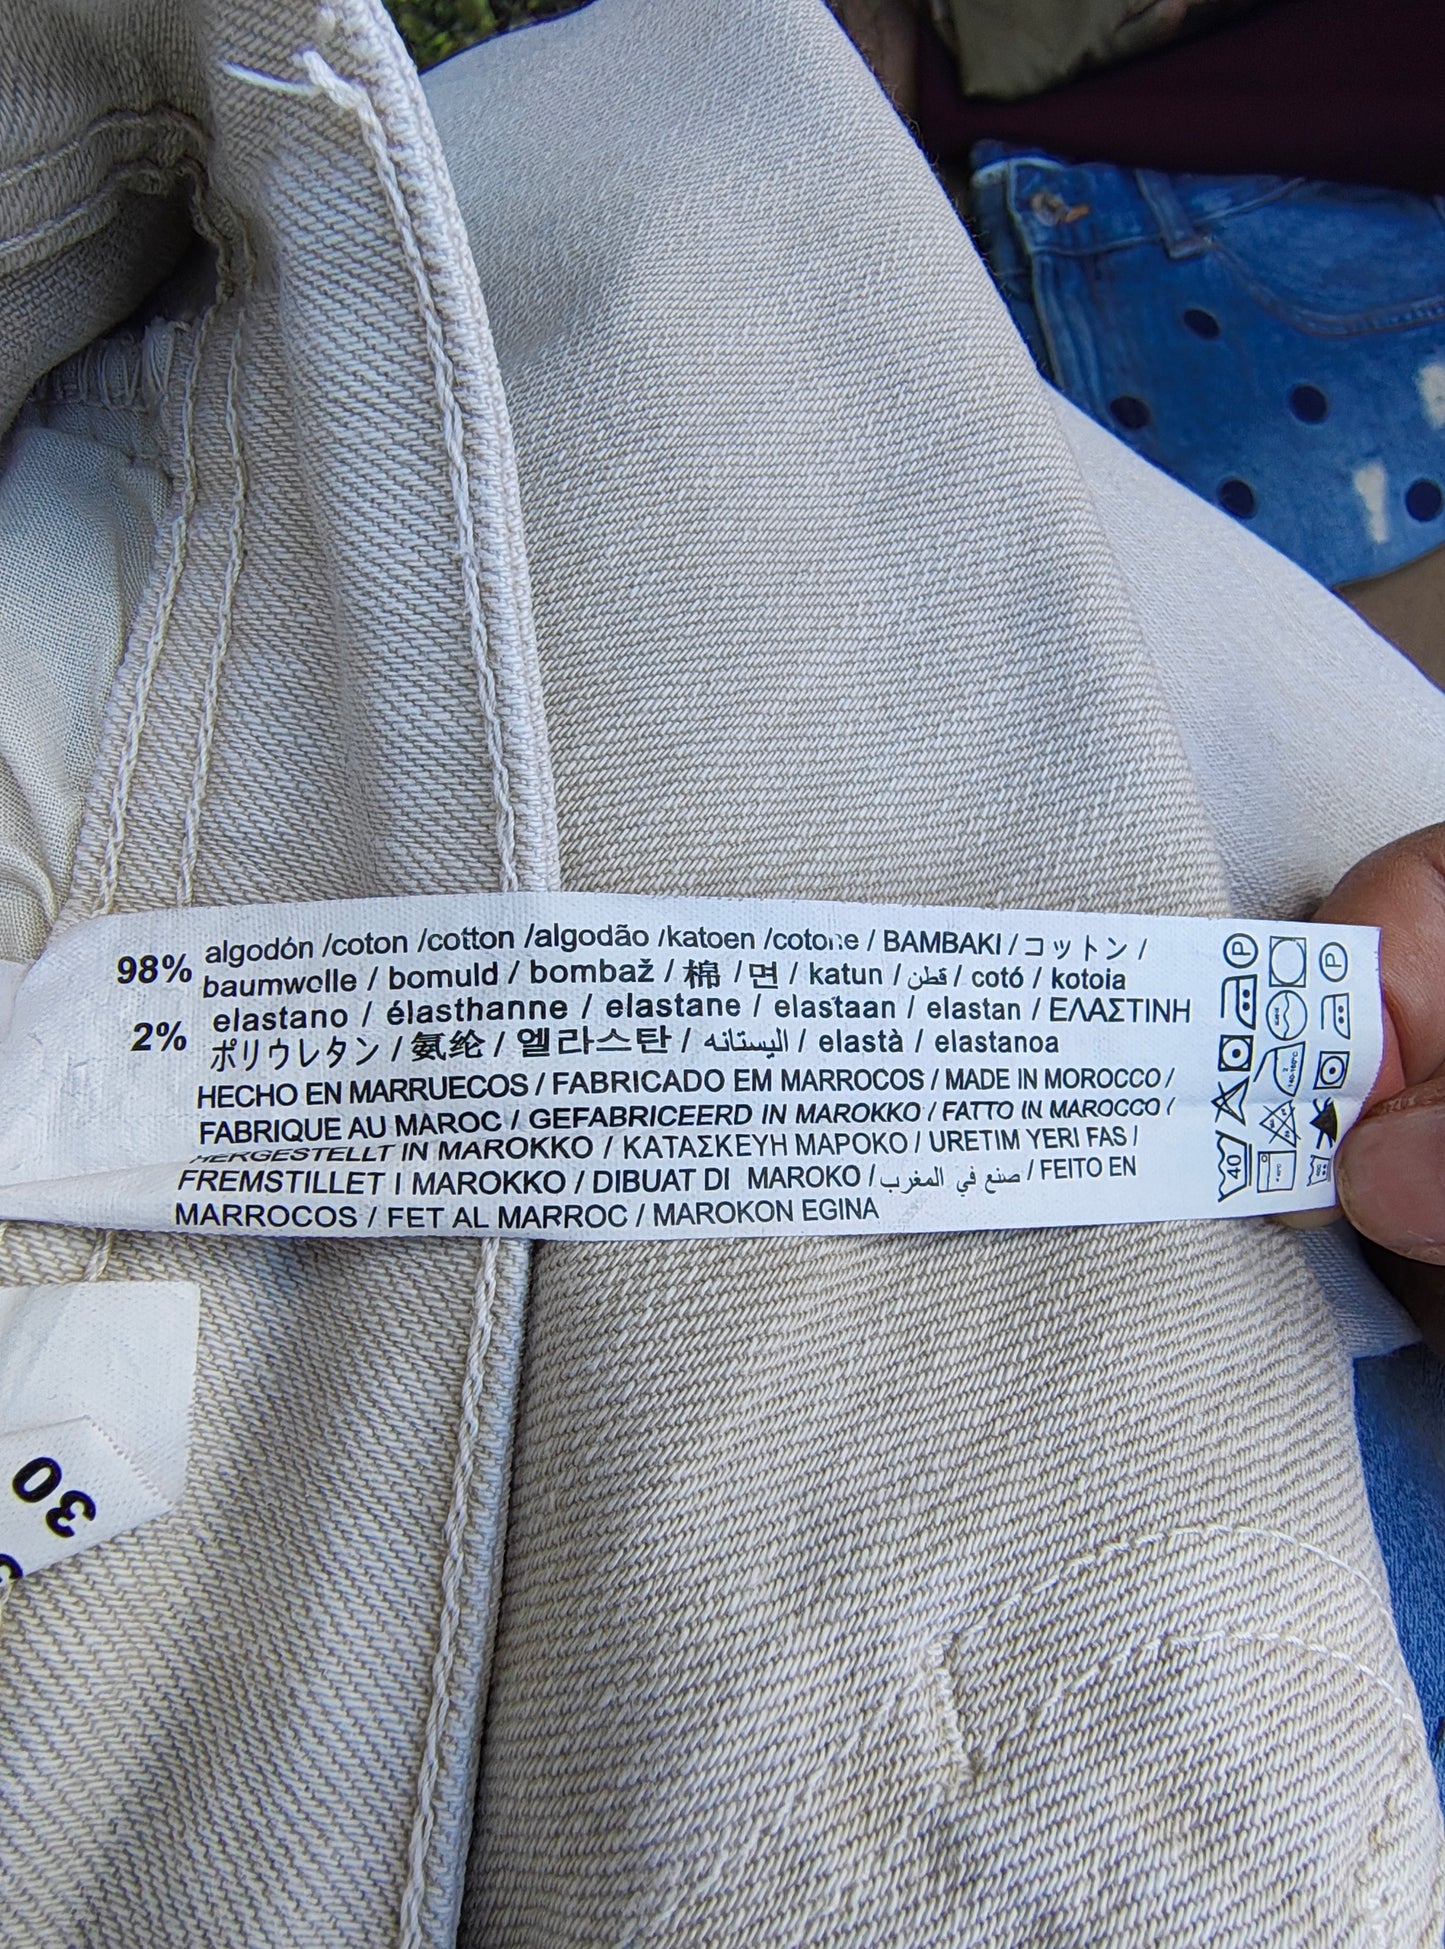 98% algodón /coton /cotton /algodão /katoen /cotone / BAMBAKI / コットン /
baumwolle / bomuld / bombaž / 棉 / 면 / katun / قطن / cotó / kotoia
2% elastano / élasthanne / elastane / elastaan / elastan / ΕΛΑΣΤΙΝΗ
ポリウレタン / 氨纶 / 엘라스탄 / اليستانه / elastà / elastanoa
HECHO EN MARRUECOS / FABRICADO EM MARROCOS / MADE IN MOROCCO /
FABRIQUE AU MAROC / GEFABRICEERD IN MAROKKO / FATTO IN MAROCCO /
HERGESTELLT IN MAROKKO / ΚΑΤΑΣΚΕΥΗ ΜΑΡΟΚΟ / URETIM YERI FAS /
FREMSTILLET I MAROKKO / DIBUAT DI MAROKO / صنع في المغرب / FEITO EN
MARROCOS / FET AL MARROC / MAROKON EGINA
P
P
40
30